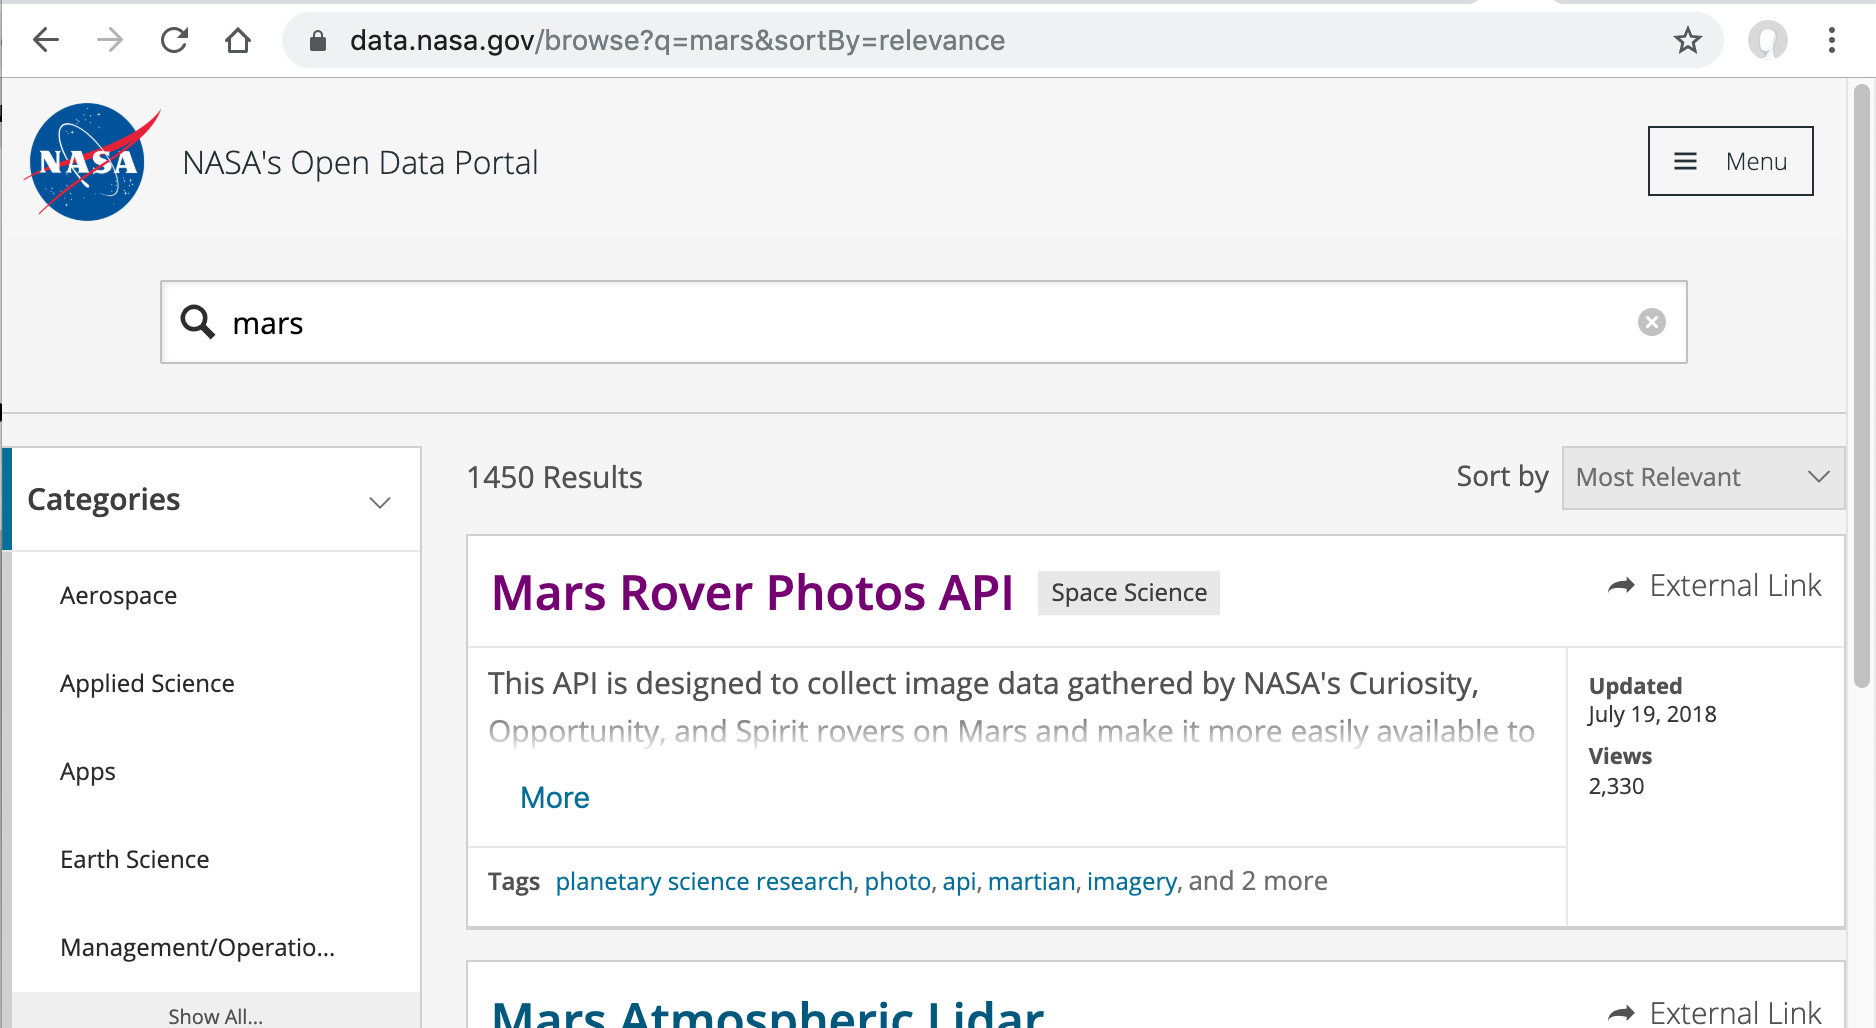 data.nasa.gov/browse?q=mars&sortBy=relevance
NASA
NASA's Open Data Portal
Menu
mars
Categories
Aerospace
Applied Science
Apps
Earth Science
Management/Operatio...
Show All...
1450 Results
Sort by Most Relevant
Mars Rover Photos API Space Science
External Link
This API is designed to collect image data gathered by NASA's Curiosity,
Opportunity, and Spirit rovers on Mars and make it more easily available to
More
Updated
July 19, 2018
Views
2,330
Tags planetary science research, photo, api, martian, imagery, and 2 more
Mars Atmospheric Lidar
External Link